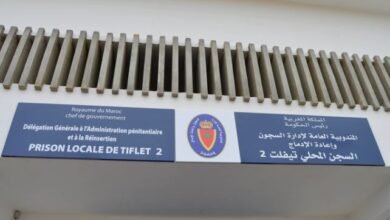 Royaume du Maroc
chef de gouvernement
Délégation Générale à l'Administration pénitentiaire
et à la Réinsertion
PRISON LOCALE DE TIFLET 2
المملكة المغربية
رئيس الحكومة
المندوبية العامة لإدارة السجون
وإعادة الإدماج
السجن المحلي تيفلت 2